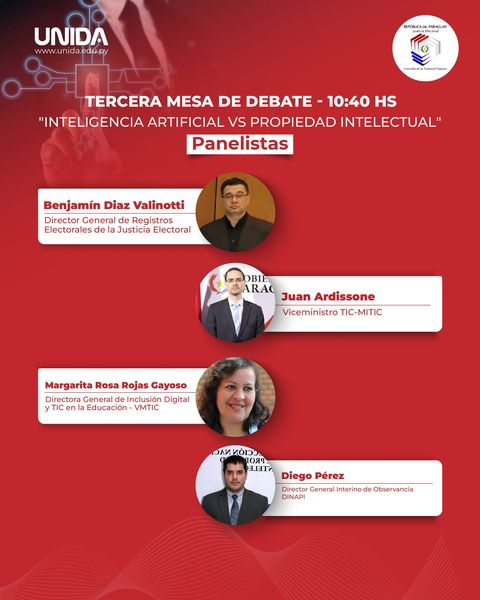 UNIDA
www.unida.edu.py
REPÚBLICA DEL PARAGUAY
Justicia Electoral
Custodio de la Voluntad Popular
TERCERA MESA DE DEBATE - 10:40 HS
"INTELIGENCIA ARTIFICIAL VS PROPIEDAD INTELECTUAL"
Panelistas
Benjamín Diaz Valinotti
Director General de Registros
Electorales de la Justicia Electoral
Juan Ardissone
Viceministro TIC-MITIC
Margarita Rosa Rojas Gayoso
Directora General de Inclusión Digital
y TIC en la Educación - VMTIC
Diego Pérez
Director General Interino de Observancia
DINAPI